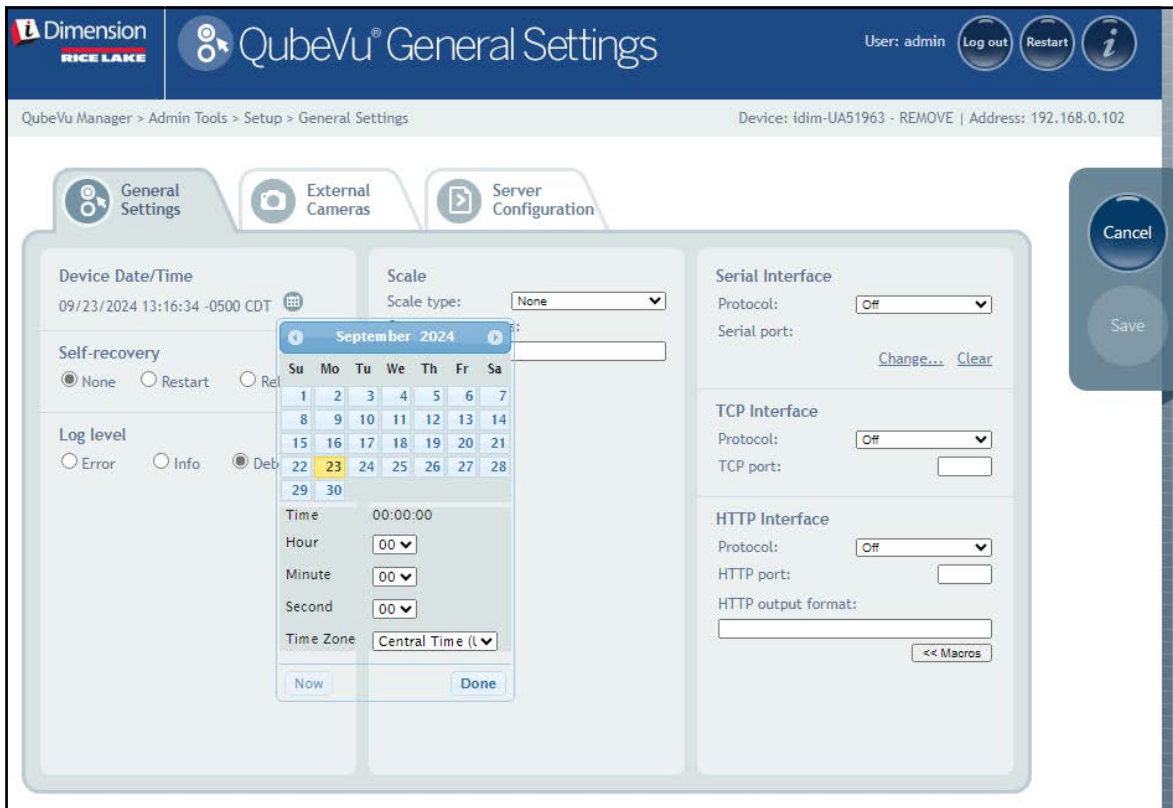 iDimension
RICE LAKE
QubeVu® General Settings
User: admin
Log out
Restart
i
QubeVu Manager > Admin Tools > Setup > General Settings
Device: idim-UA51963 - REMOVE | Address: 192.168.0.102
General
Settings
External
Cameras
Server
Configuration
Cancel
Save
Device Date/Time
09/23/2024 13:16:34 -0500 CDT
Self-recovery
None Restart
Log level
Error Info
September 2024
Su Mo Tu We Th Fr Sa
1 2 3 4 5 6 7
8 9 10 11 12 13 14
15 16 17 18 19 20 21
22 23 24 25 26 27 28
29 30
Time 00:00:00
Hour 00
Minute 00
Second 00
Time Zone Central Time (
Now Done
Scale
Scale type: None
Serial Interface
Protocol: Off
Serial port:
Change... Clear
TCP Interface
Protocol: Off
TCP port:
HTTP Interface
Protocol: Off
HTTP port:
HTTP output format:
<< Macros